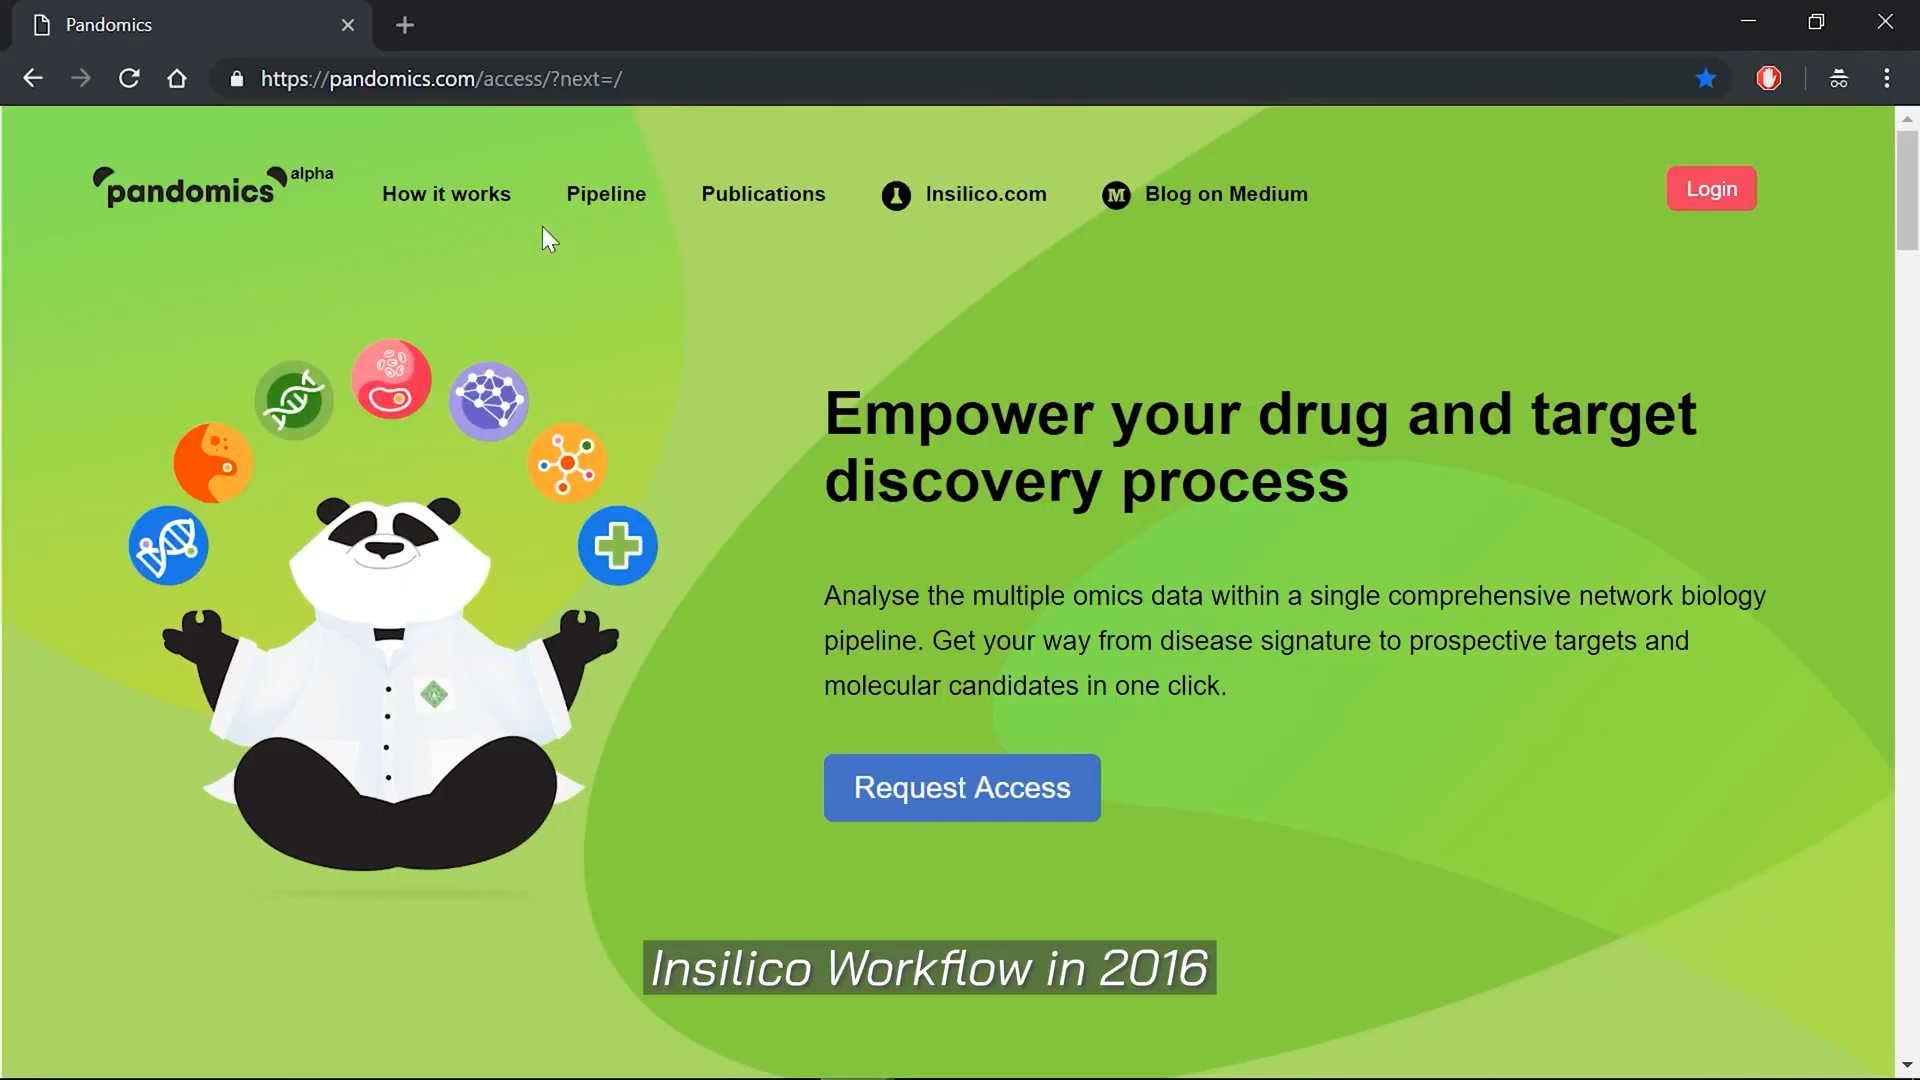 Pandomics
https://pandomics.com/access/?next=/
pandomics alpha
How it works
Pipeline
Publications
Insilico.com
M Blog on Medium
Login
Empower your drug and target
discovery process
Analyse the multiple omics data within a single comprehensive network biology
pipeline. Get your way from disease signature to prospective targets and
molecular candidates in one click.
Request Access
Insilico Workflow in 2016